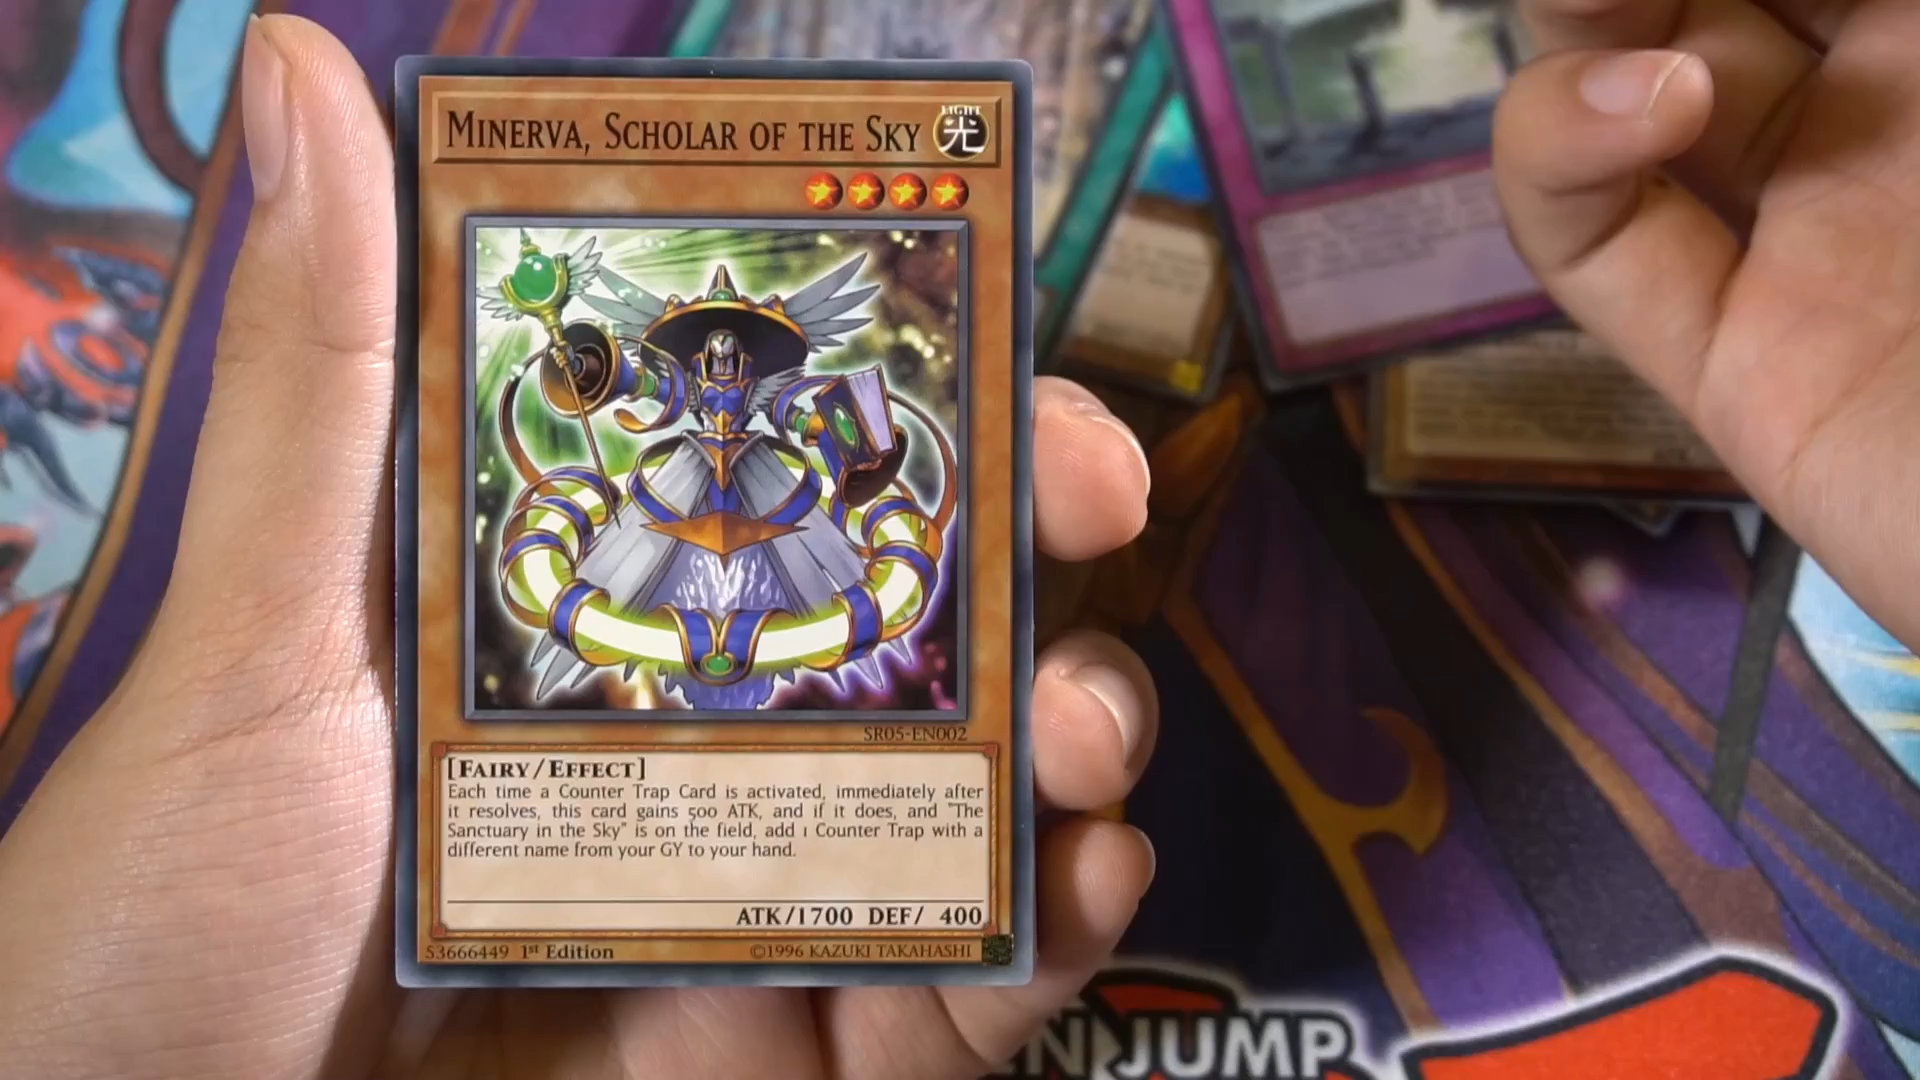 MINERVA, SCHOLAR OF THE SKY
LIGHT
光
SR05-EN002
[FAIRY/EFFECT]
Each time a Counter Trap Card is activated, immediately after
it resolves, this card gains 500 ATK, and if it does, and "The
Sanctuary in the Sky" is on the field, add 1 Counter Trap with a
different name from your GY to your hand.
ATK/1700 DEF/ 400
53666449 1st Edition ©1996 KAZUKI TAKAHASHI
JUMP